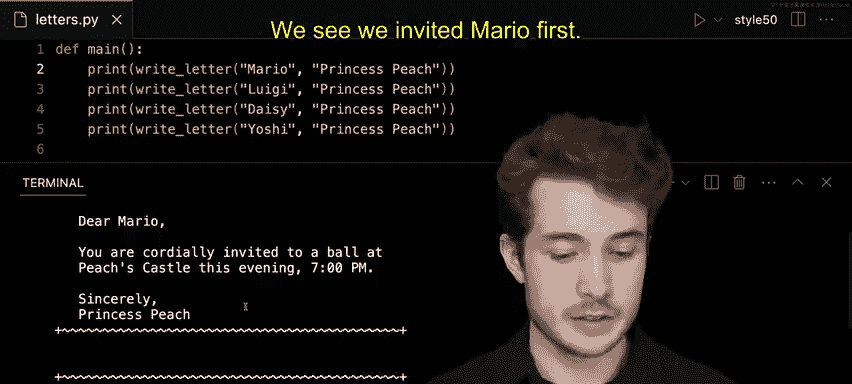 letters.py
We see we invited Mario first.
style50
1 def main():
2 print(write_letter("Mario", "Princess Peach"))
3 print(write_letter("Luigi", "Princess Peach"))
4 print(write_letter("Daisy", "Princess Peach"))
5 print(write_letter("Yoshi", "Princess Peach"))
6
TERMINAL
Dear Mario,
You are cordially invited to a ball at
Peach's Castle this evening, 7:00 PM.
Sincerely,
Princess Peach
+~~~~~~~~~~~~~~~~~~~~~~~~~~~~~~~~~~~~~~~~~+
+~~~~~~~~~~~~~~~~~~~~~~~~~~~~~~~~~~~~~~~~~+